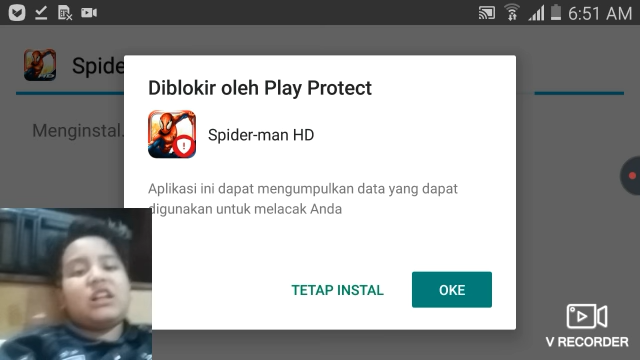 6:51 AM
Spide
Menginstal.
Diblokir oleh Play Protect
Spider-man HD
Aplikasi ini dapat mengumpulkan data yang dapat
digunakan untuk melacak Anda
TETAP INSTAL
OKE
V RECORDER